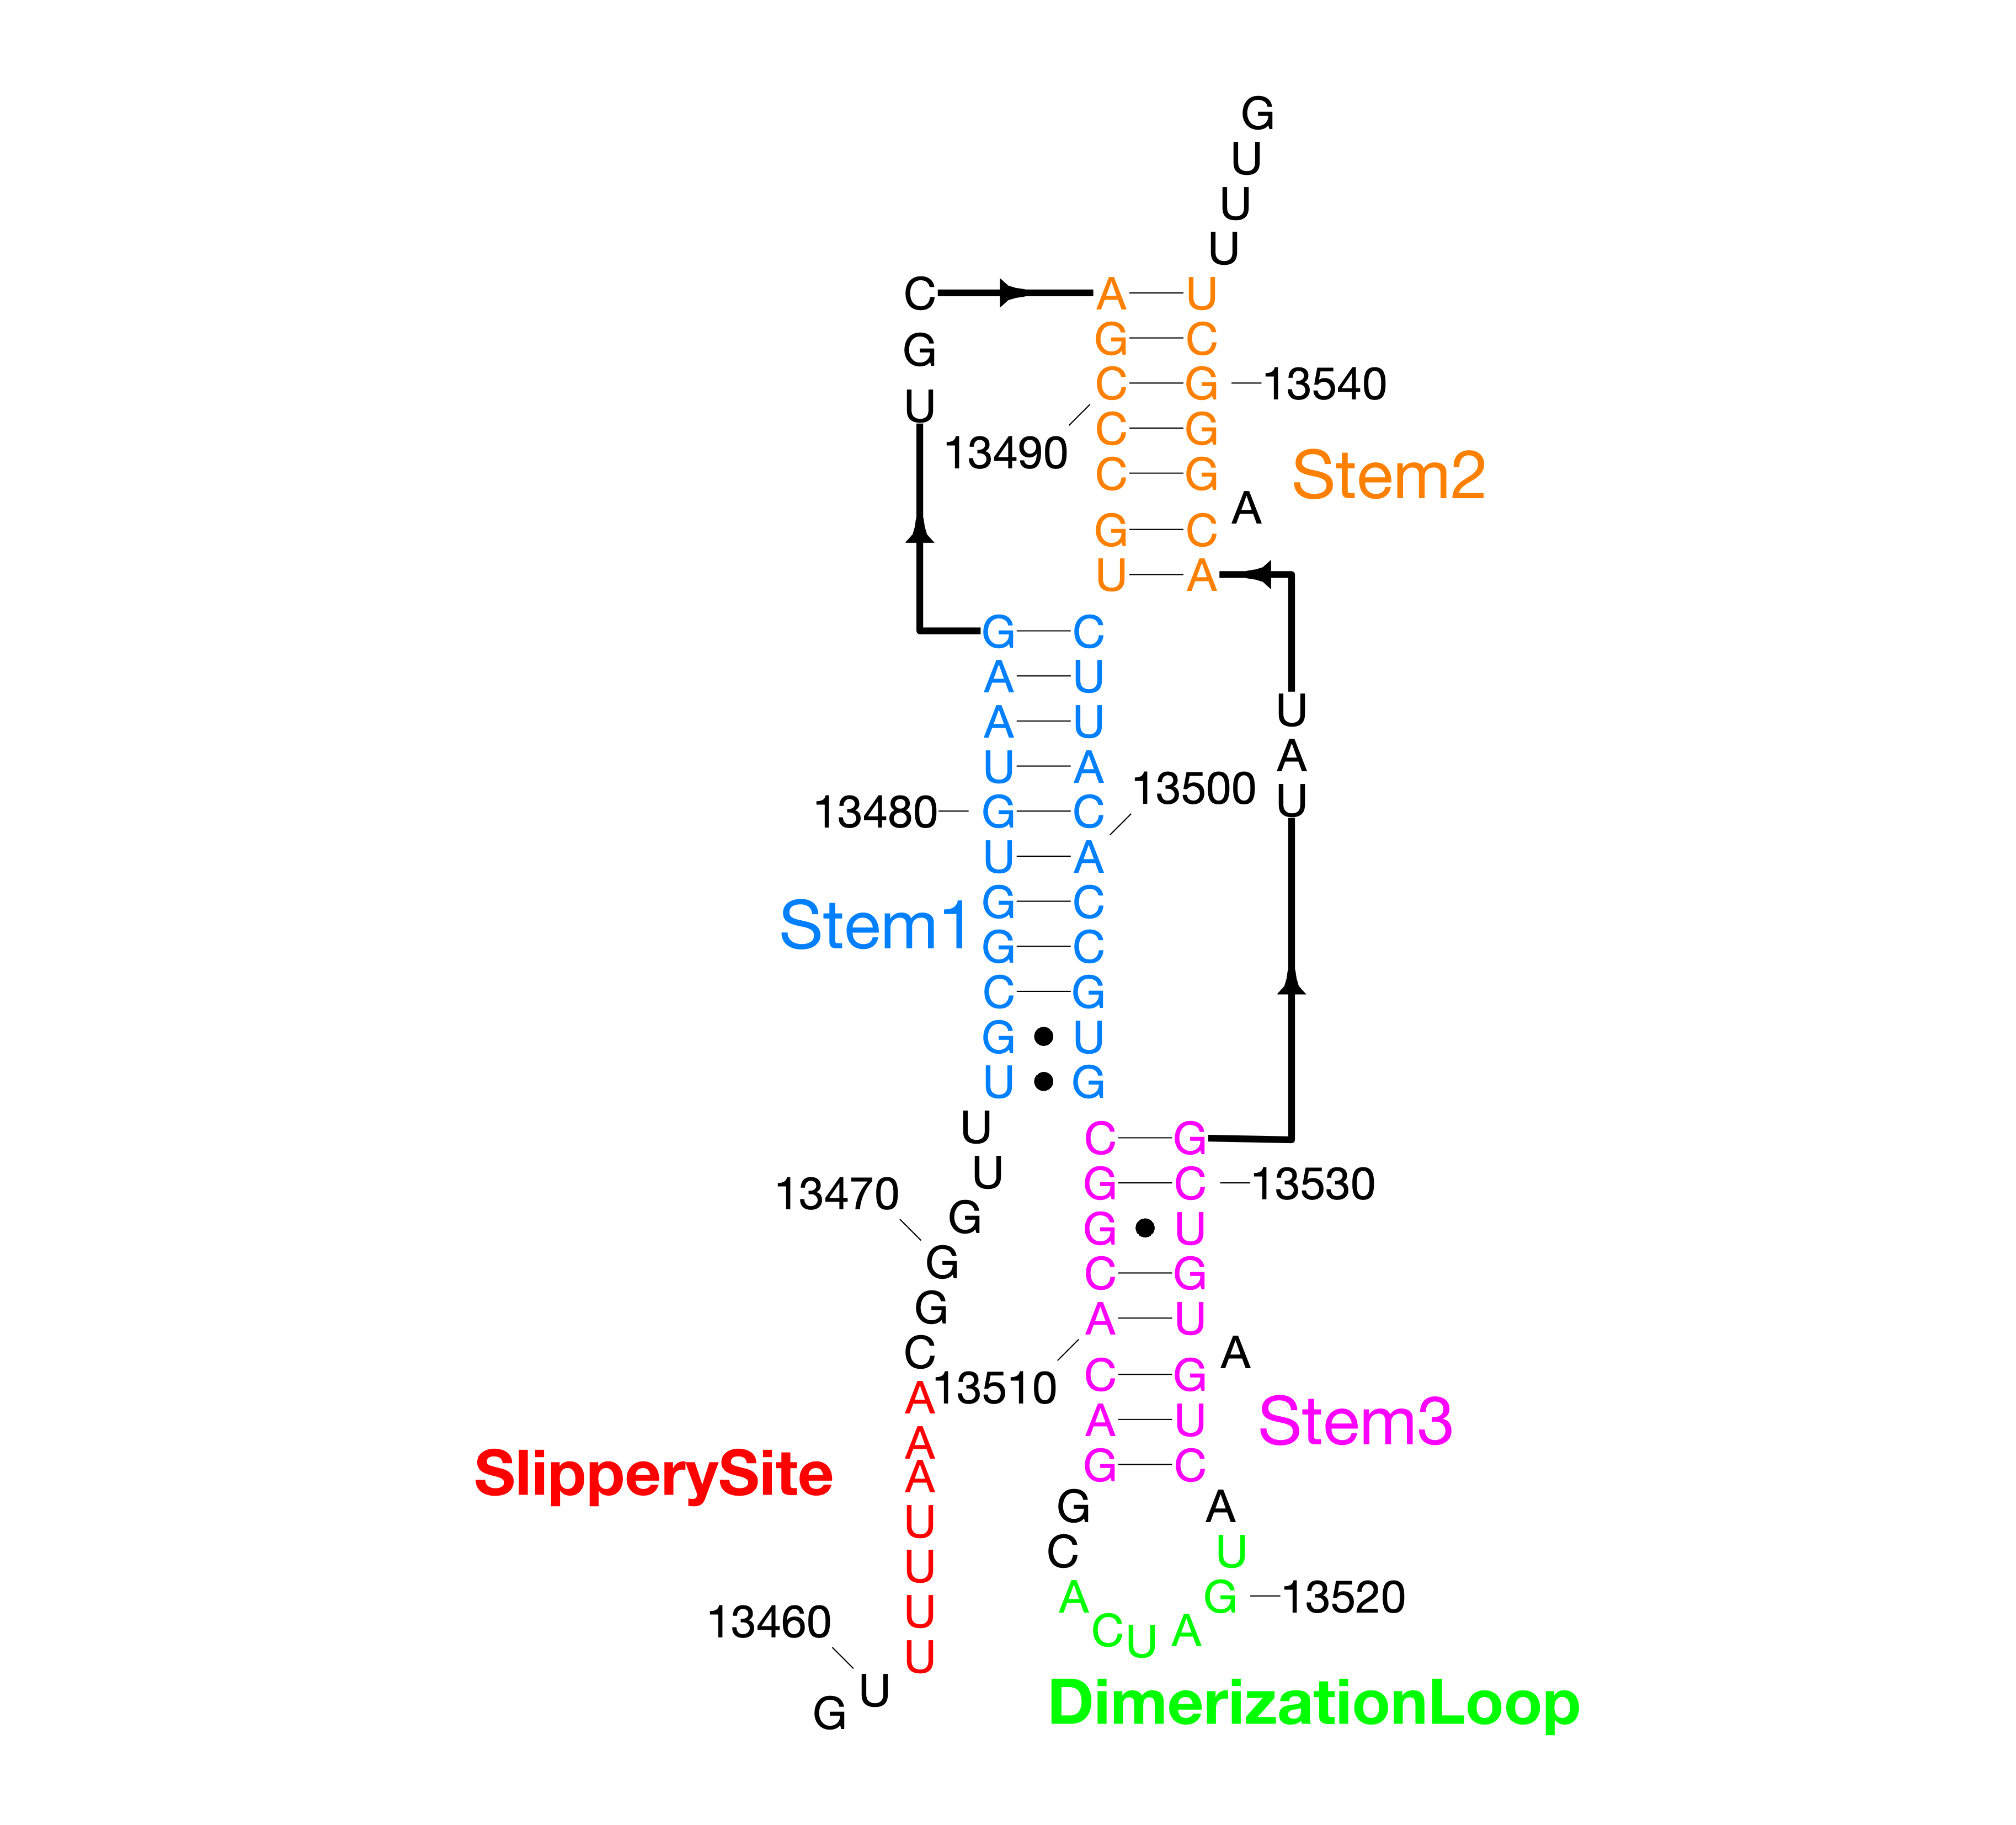 G
U
U
U
C A U
G G C
C G 13540
U C G
13490 C G Stem2
A
G C
U A
G C
A U
A U U
U A A
13480 G C 13500 U
U A
Stem1 G C
G C
C G
G U
U G
U C G
U G C 13530
13470 G G U
G C G
G A U
C A
A 13510 C G Stem3
A A U
SlipperySite A G C
U G A
U C U
U A G 13520
13460 U C U A
G U DimerizationLoop